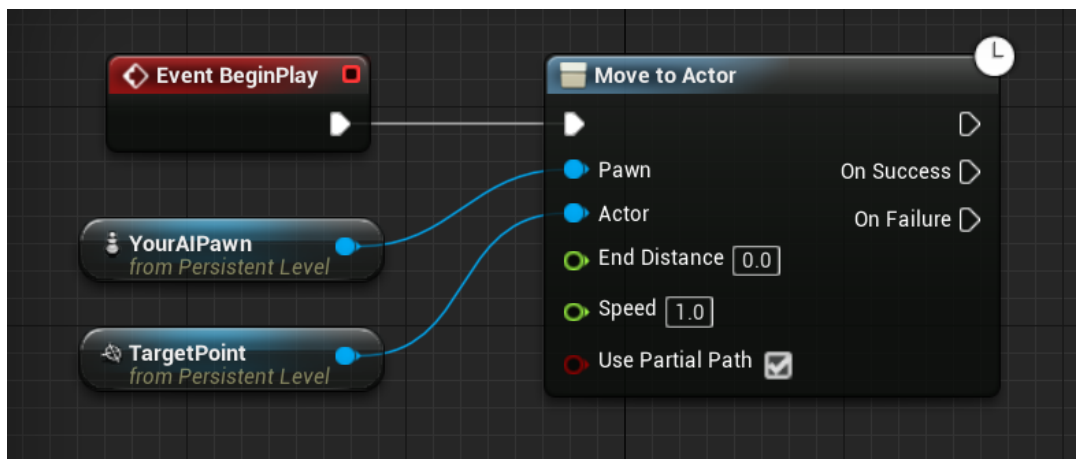 Event BeginPlay
Move to Actor
Pawn
On Success
Actor
On Failure
End Distance 0.0
Speed 1.0
Use Partial Path
YourAIPawn
from Persistent Level
TargetPoint
from Persistent Level